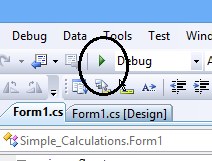 Debug Data Tools Test
Debug
Form1.cs Form1.cs [Design]
Simple_Calculations.Form1